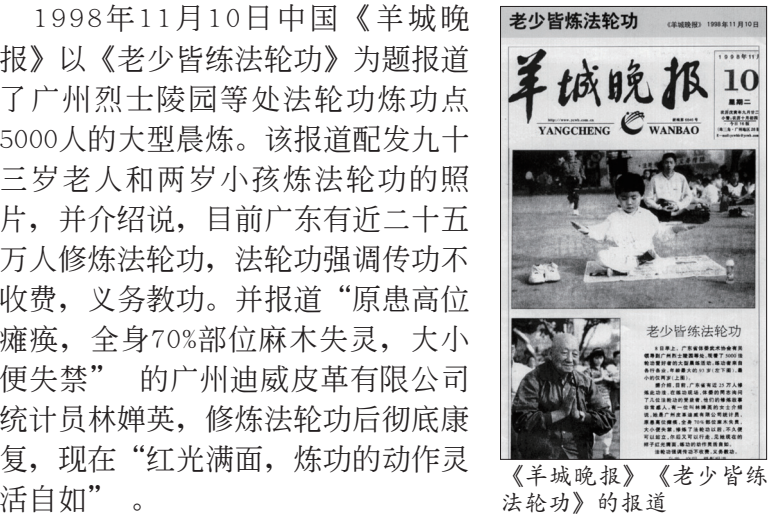 1998年11月10日中国《羊城晚
报》以《老少皆练法轮功》为题报道
了广州烈士陵园等处法轮功炼功点
5000人的大型晨炼。该报道配发九十
三岁老人和两岁小孩炼法轮功的照
片，并介绍说，目前广东有近二十五
万人修炼法轮功，法轮功强调传功不
收费，义务教功。并报道“原患高位
瘫痪，全身70%部位麻木失灵，大小
便失禁” 的广州迪威皮革有限公司
统计员林婵英，修炼法轮功后彻底康
复，现在“红光满面，炼功的动作灵
活自如” 。
老少皆炼法轮功
《羊城晚报》 1998年11月10日
羊城晚报
YANGCHENG WANBAO
10
星期二
老少皆练法轮功
《羊城晚报》《老少皆练
法轮功》的报道